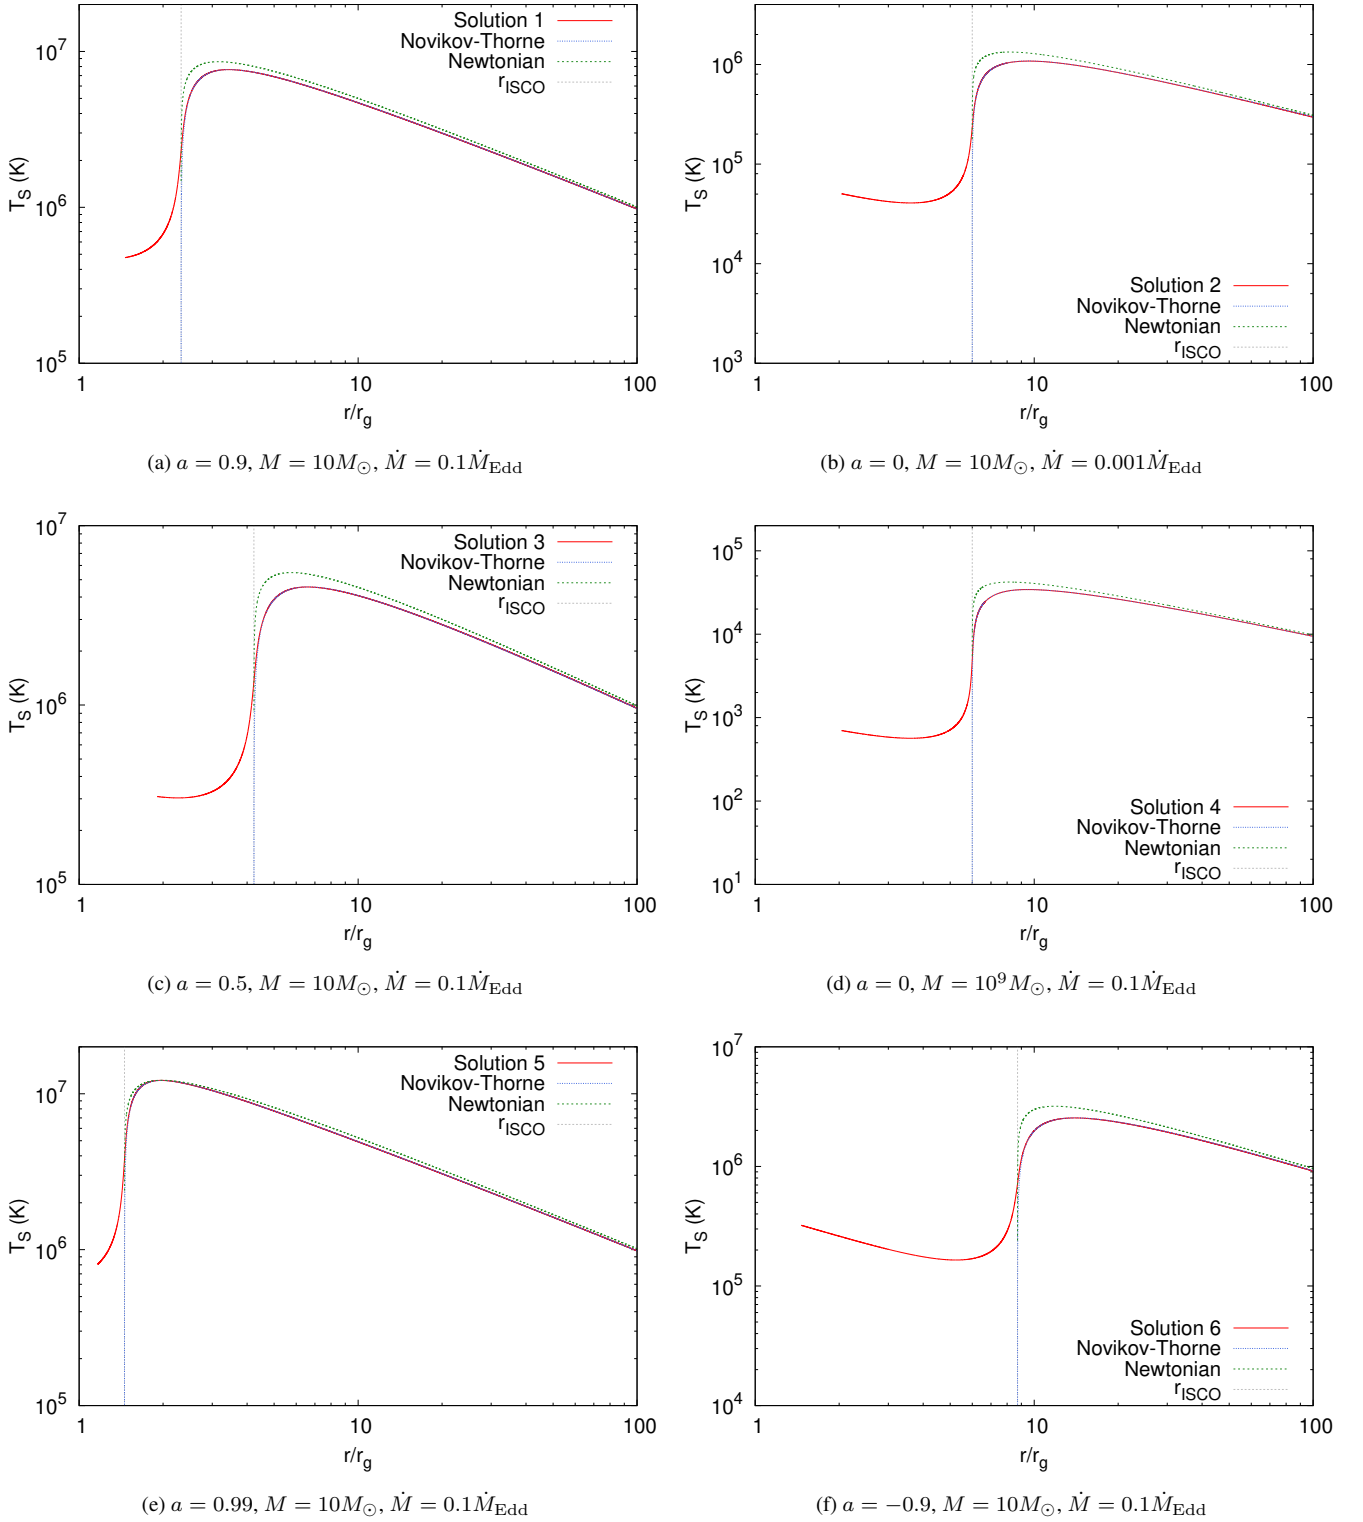 Solution 1
Novikov-Thorne
Newtonian
r_ISCO
10^7
10^6
10^5
T_S (K)
1 10 100
r/r_g
(a) a = 0.9, M = 10M_⊙, Ṁ = 0.1Ṁ_Edd
10^6
10^5
10^4
10^3
T_S (K)
Solution 2
Novikov-Thorne
Newtonian
r_ISCO
1 10 100
r/r_g
(b) a = 0, M = 10M_⊙, Ṁ = 0.001Ṁ_Edd
10^7
10^6
10^5
T_S (K)
Solution 3
Novikov-Thorne
Newtonian
r_ISCO
1 10 100
r/r_g
(c) a = 0.5, M = 10M_⊙, Ṁ = 0.1Ṁ_Edd
10^5
10^4
10^3
10^2
10^1
T_S (K)
Solution 4
Novikov-Thorne
Newtonian
r_ISCO
1 10 100
r/r_g
(d) a = 0, M = 10^9M_⊙, Ṁ = 0.1Ṁ_Edd
10^7
10^6
10^5
T_S (K)
Solution 5
Novikov-Thorne
Newtonian
r_ISCO
1 10 100
r/r_g
(e) a = 0.99, M = 10M_⊙, Ṁ = 0.1Ṁ_Edd
10^7
10^6
10^5
10^4
T_S (K)
Solution 6
Novikov-Thorne
Newtonian
r_ISCO
1 10 100
r/r_g
(f) a = −0.9, M = 10M_⊙, Ṁ = 0.1Ṁ_Edd